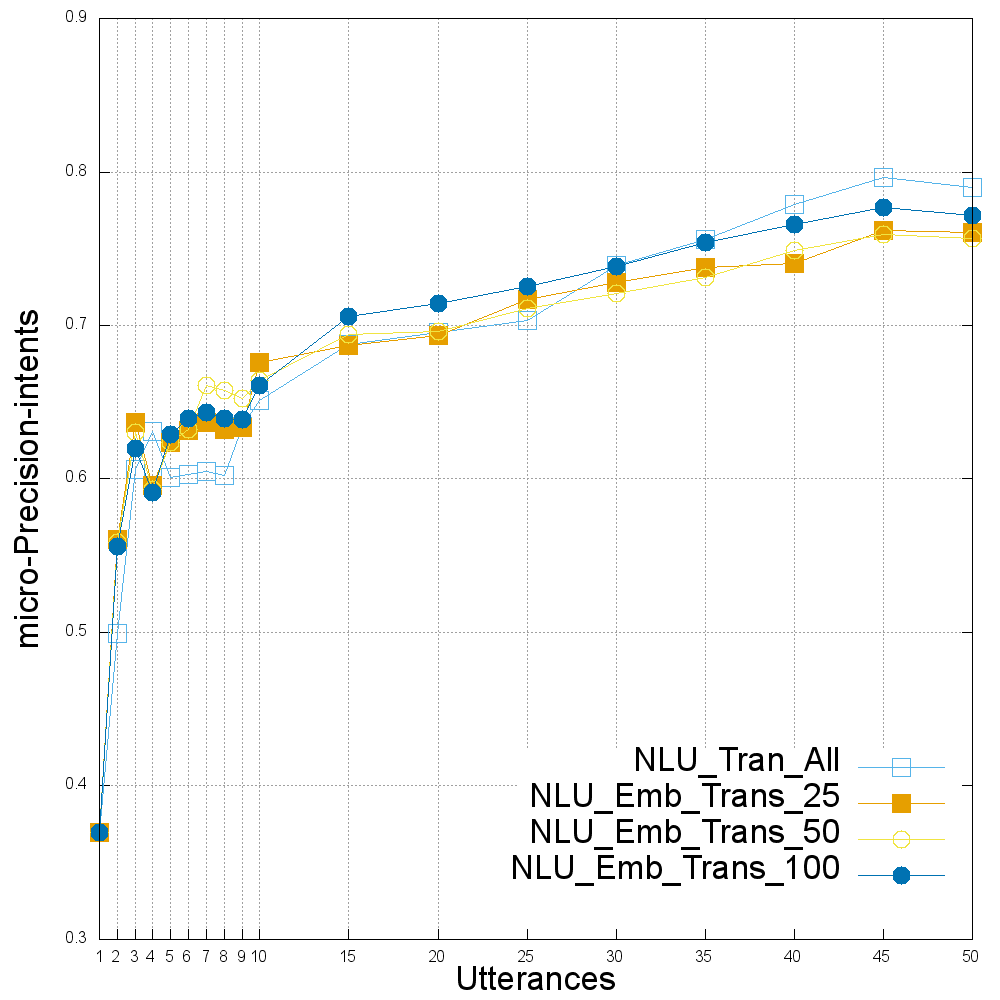 0.9
0.8
0.7
0.6
0.5
0.4
0.3
micro-Precision-intents
NLU_Tran_All
NLU_Emb_Trans_25
NLU_Emb_Trans_50
NLU_Emb_Trans_100
1 2 3 4 5 6 7 8 9 10 15 20 25 30 35 40 45 50
Utterances